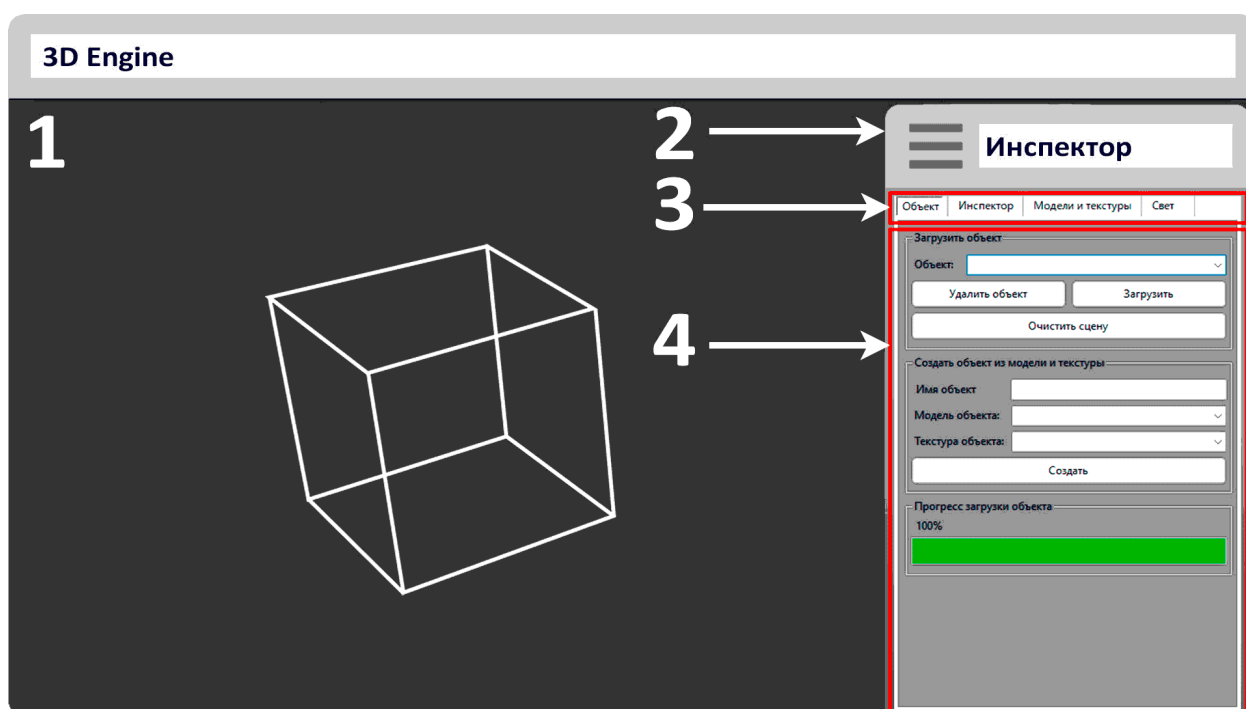 3D Engine
1
2
Инспектор
3
Объект Инспектор Модели и текстуры Свет
Загрузить объект
Объект:
Удалить объект Загрузить
4
Очистить сцену
Создать объект из модели и текстуры
Имя объект
Модель объекта:
Текстура объекта:
Создать
Прогресс загрузки объекта
100%